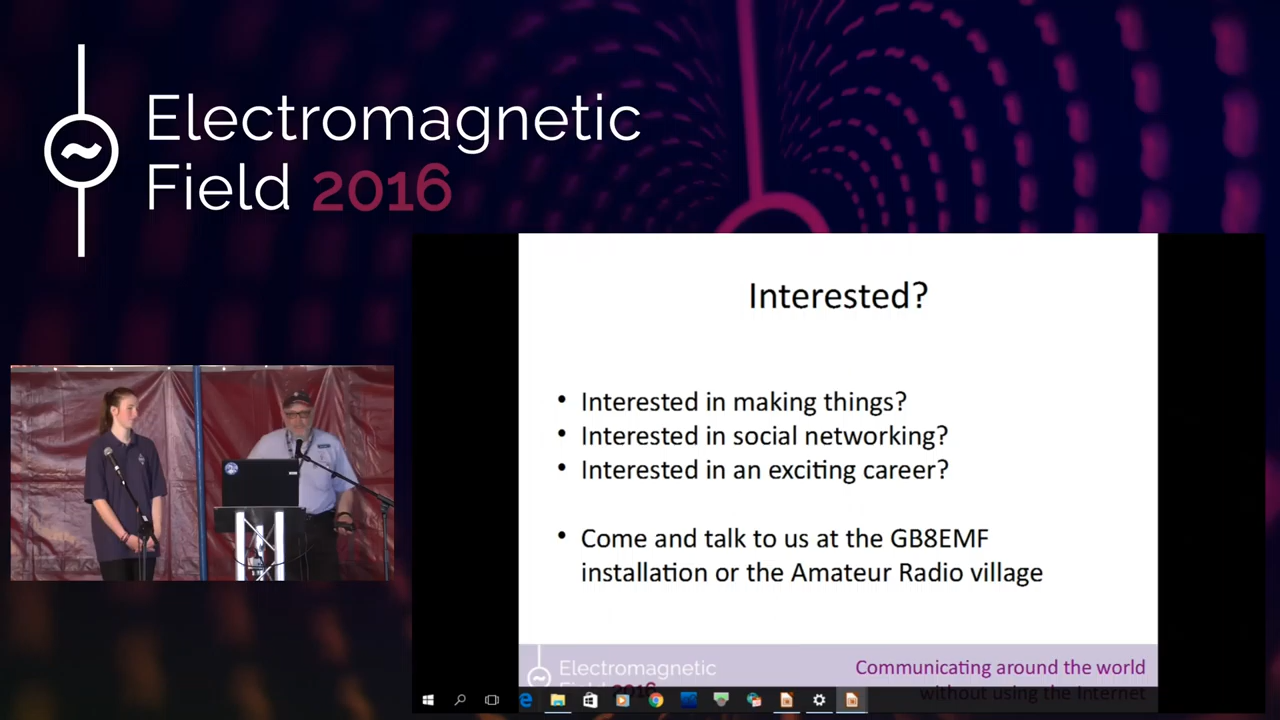 Electromagnetic
Field 2016
Interested?
• Interested in making things?
• Interested in social networking?
• Interested in an exciting career?
• Come and talk to us at the GB8EMF
installation or the Amateur Radio village
Electromagnetic
Field 2016
Communicating around the world
without using the Internet